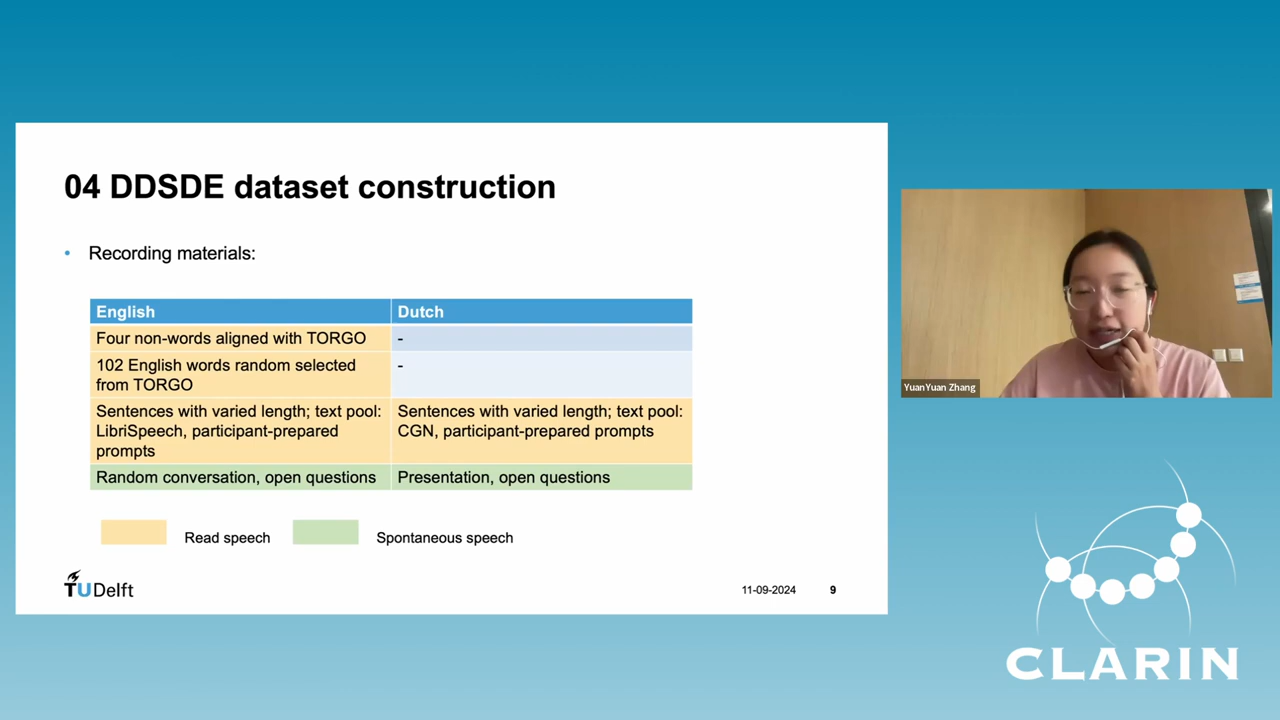 04 DDSDE dataset construction
• Recording materials:
English
Dutch
Four non-words aligned with TORGO
-
102 English words random selected
from TORGO
-
Sentences with varied length; text pool:
LibriSpeech, participant-prepared
prompts
Sentences with varied length; text pool:
CGN, participant-prepared prompts
Random conversation, open questions
Presentation, open questions
Read speech
Spontaneous speech
TUDelft
11-09-2024
9
YuanYuan Zhang
CLARIN